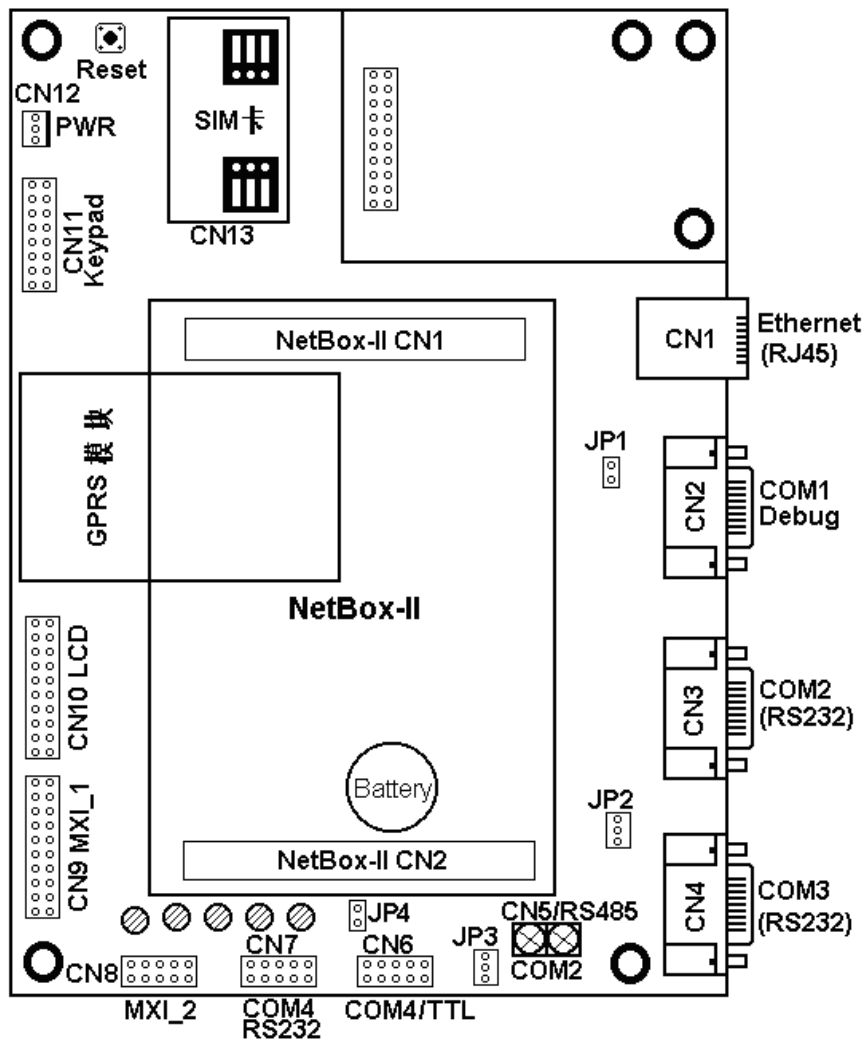 Reset
CN12
PWR
SIM卡
CN13
CN11
Keypad
NetBox-II CN1
CN1
Ethernet
(RJ45)
GPRS 模块
JP1
CN2
COM1
Debug
NetBox-II
CN10 LCD
CN3
COM2
(RS232)
Battery
JP2
CN9 MXI_1
NetBox-II CN2
CN4
COM3
(RS232)
JP4
CN5/RS485
COM2
JP3
CN8
CN7
CN6
MXI_2
COM4
RS232
COM4/TTL